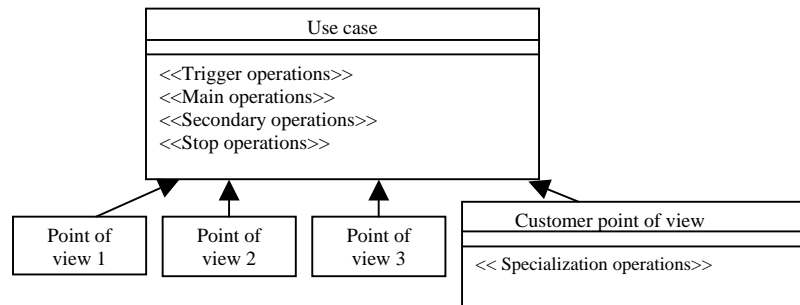 Use case
<<Trigger operations>>
<<Main operations>>
<<Secondary operations>>
<<Stop operations>>
Point of
view 1
Point of
view 2
Point of
view 3
Customer point of view
<< Specialization operations>>